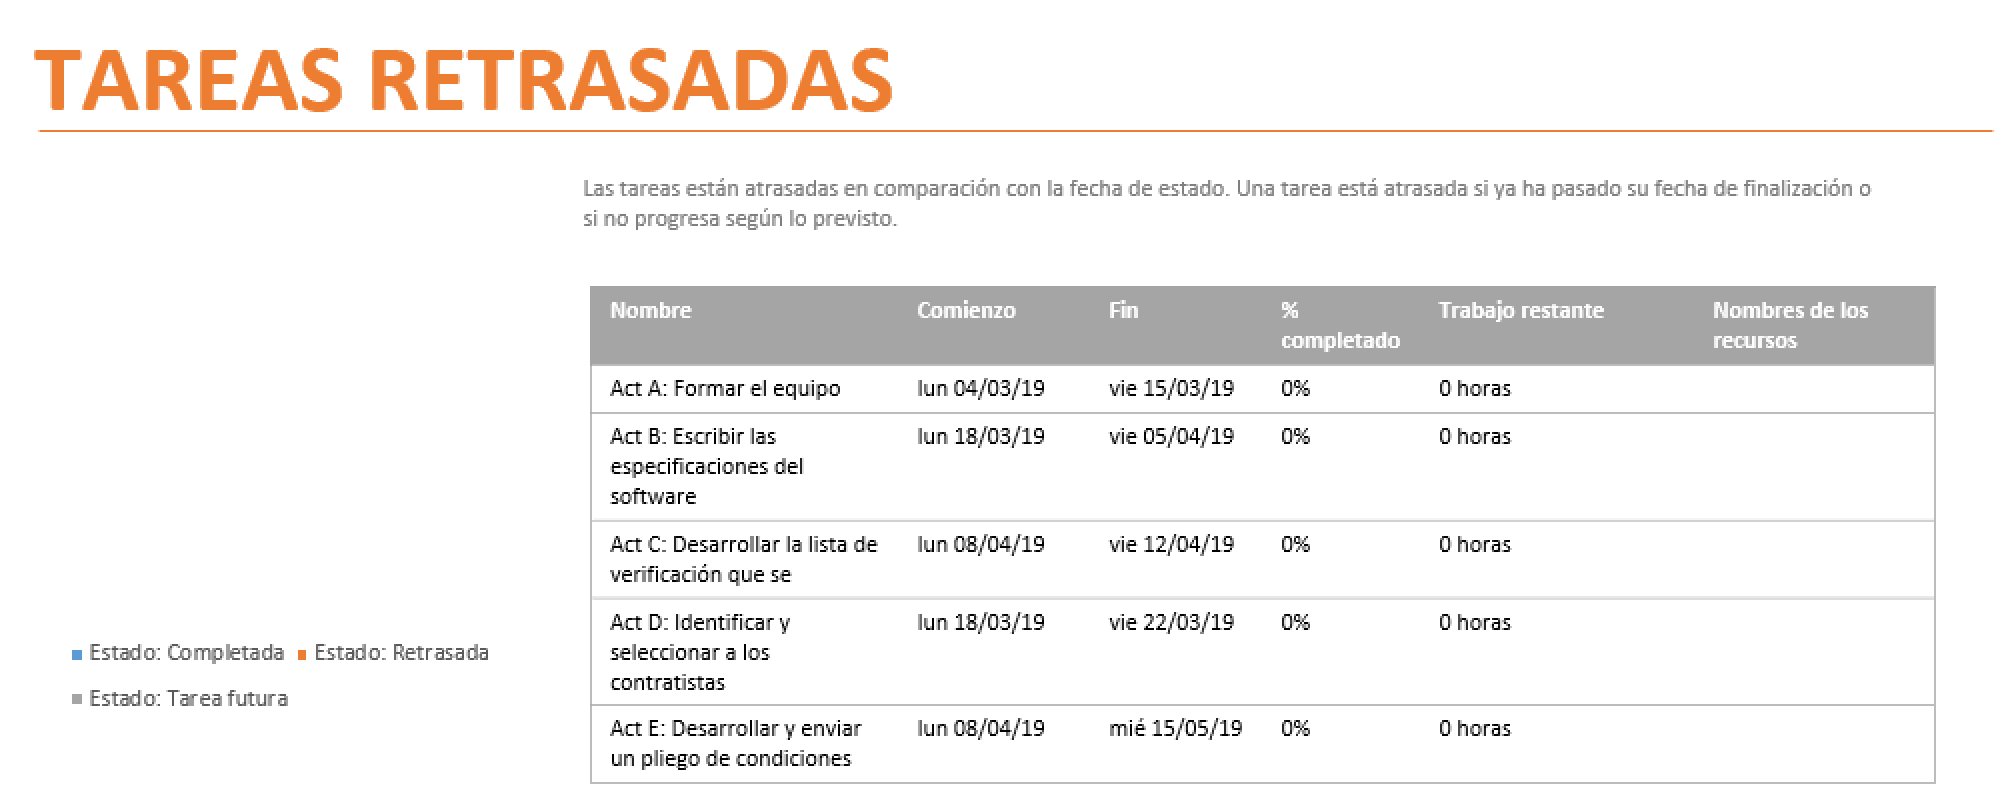 TAREAS RETRASADAS
Las tareas están atrasadas en comparación con la fecha de estado. Una tarea está atrasada si ya ha pasado su fecha de finalización o
si no progresa según lo previsto.
Nombre Comienzo Fin % completado Trabajo restante Nombres de los recursos
Act A: Formar el equipo lun 04/03/19 vie 15/03/19 0% 0 horas
Act B: Escribir las lun 18/03/19 vie 05/04/19 0% 0 horas
especificaciones del
software
Act C: Desarrollar la lista de lun 08/04/19 vie 12/04/19 0% 0 horas
verificación que se
Act D: Identificar y lun 18/03/19 vie 22/03/19 0% 0 horas
seleccionar a los
contratistas
Act E: Desarrollar y enviar lun 08/04/19 mié 15/05/19 0% 0 horas
un pliego de condiciones
Estado: Completada Estado: Retrasada
Estado: Tarea futura